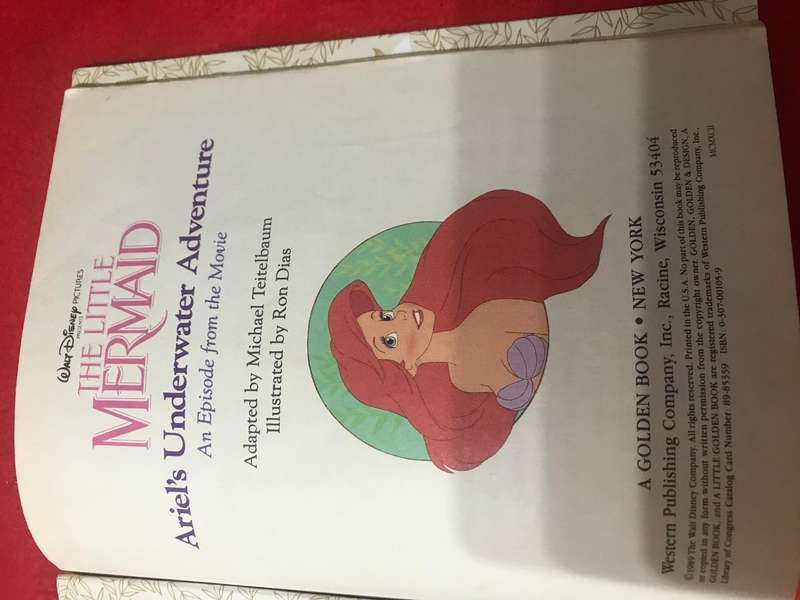 WALT DISNEY PICTURES
PRESENTS
THE LITTLE
MERMAID
Ariel's Underwater Adventure
An Episode from the Movie
Adapted by Michael Teitelbaum
Illustrated by Ron Dias
A GOLDEN BOOK • NEW YORK
Western Publishing Company, Inc., Racine, Wisconsin 53404
©1989 The Walt Disney Company. All rights reserved. Printed in the U.S.A. No part of this book may be reproduced
or copied in any form without written permission from the copyright owner. GOLDEN, GOLDEN & DESIGN, A
GOLDEN BOOK, and A LITTLE GOLDEN BOOK are registered trademarks of Western Publishing Company, Inc.
Library of Congress Catalog Card Number: 89-85359 ISBN: 0-307-00105-9
MCMXCII